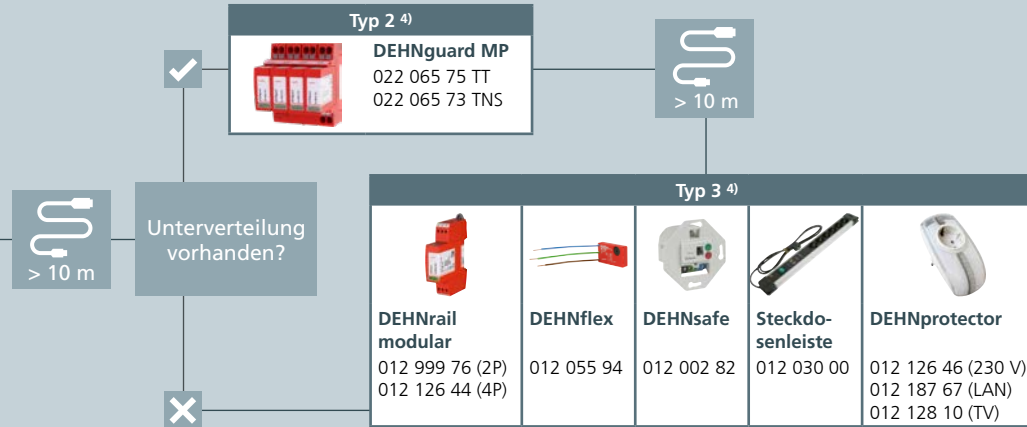 Typ 2 4)
DEHNguard MP
022 065 75 TT
022 065 73 TNS
> 10 m
> 10 m
Unterverteilung
vorhanden?
Typ 3 4)
DEHNrail
modular
012 999 76 (2P)
012 126 44 (4P)
DEHNflex
012 055 94
DEHNsafe
012 002 82
Steckdo-
senleiste
012 030 00
DEHNprotector
012 126 46 (230 V)
012 187 67 (LAN)
012 128 10 (TV)